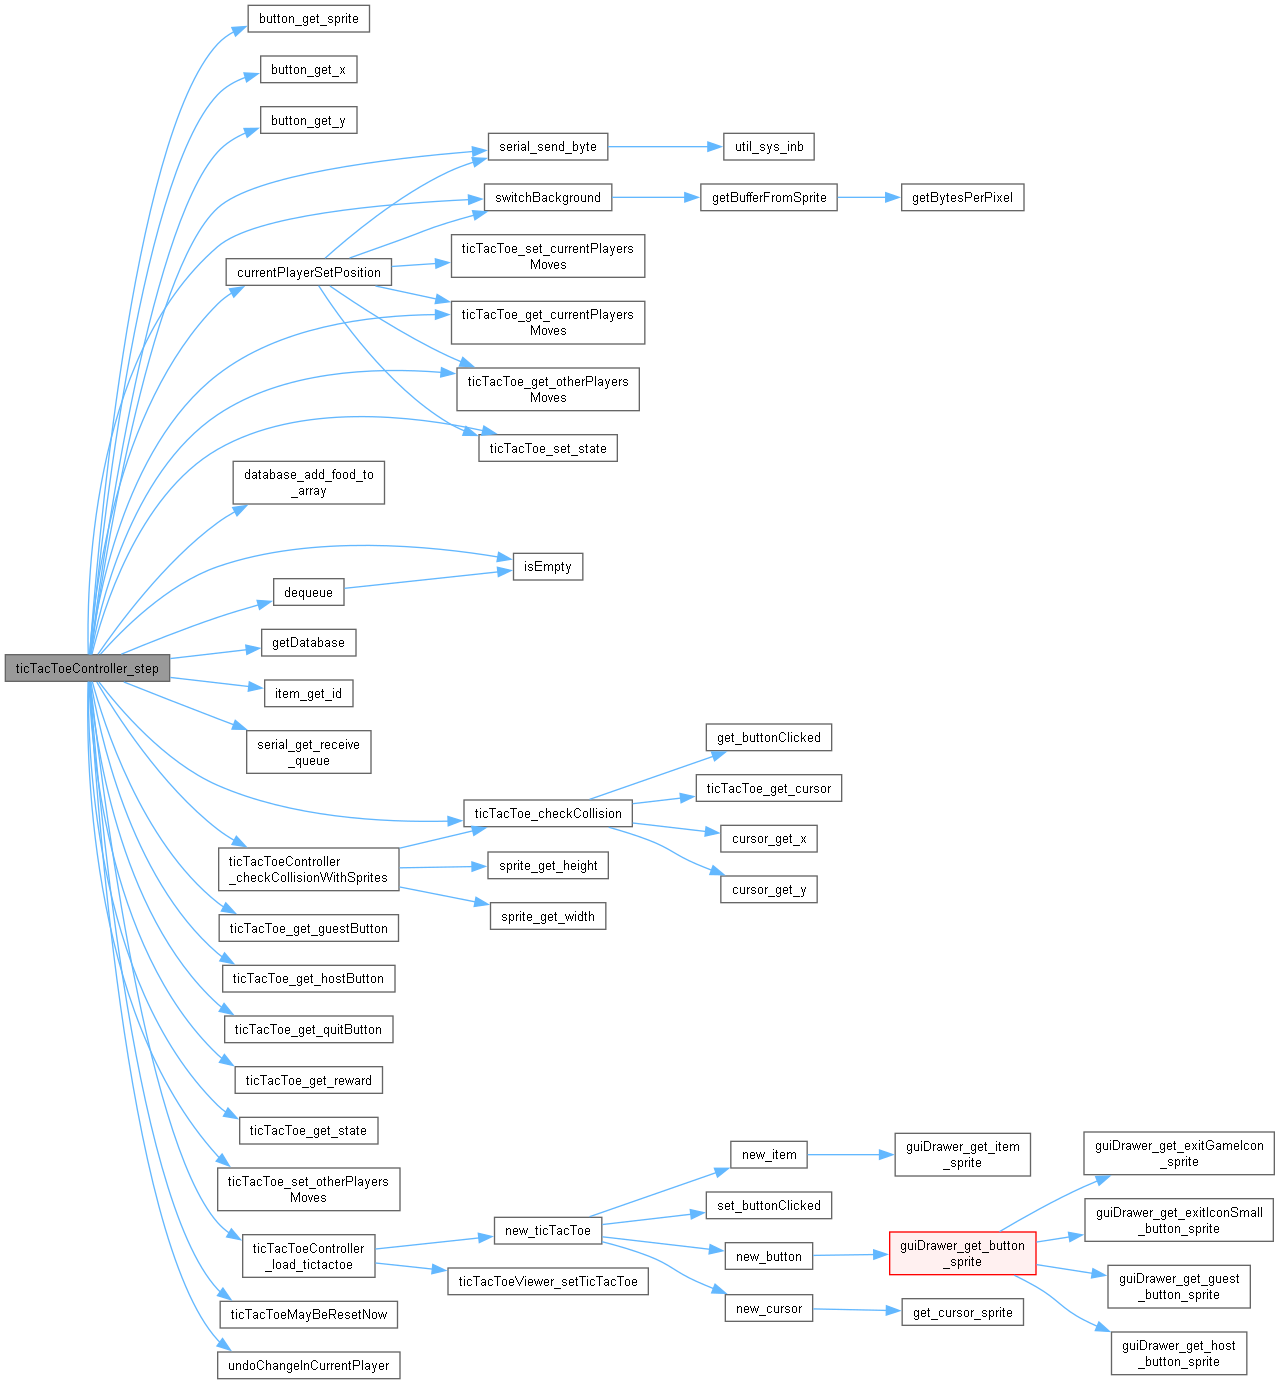 button_get_sprite
button_get_x
button_get_y
serial_send_byte
util_sys_inb
switchBackground
getBufferFromSprite
getBytesPerPixel
ticTacToe_set_currentPlayers
Moves
currentPlayerSetPosition
ticTacToe_get_currentPlayers
Moves
ticTacToe_get_otherPlayers
Moves
ticTacToe_set_state
database_add_food_to
_array
isEmpty
dequeue
getDatabase
ticTacToeController_step
item_get_id
serial_get_receive
_queue
get_buttonClicked
ticTacToe_get_cursor
ticTacToe_checkCollision
cursor_get_x
ticTacToeController
_checkCollisionWithSprites
sprite_get_height
cursor_get_y
sprite_get_width
ticTacToe_get_guestButton
ticTacToe_get_hostButton
ticTacToe_get_quitButton
ticTacToe_get_reward
ticTacToe_get_state
new_item
guiDrawer_get_item
_sprite
guiDrawer_get_exitGameIcon
_sprite
ticTacToe_set_otherPlayers
Moves
set_buttonClicked
guiDrawer_get_exitIconSmall
_button_sprite
new_ticTacToe
ticTacToeController
_load_tictactoe
new_button
guiDrawer_get_button
_sprite
ticTacToeViewer_setTicTacToe
guiDrawer_get_guest
_button_sprite
ticTacToeMayBeResetNow
new_cursor
get_cursor_sprite
guiDrawer_get_host
_button_sprite
undoChangeInCurrentPlayer